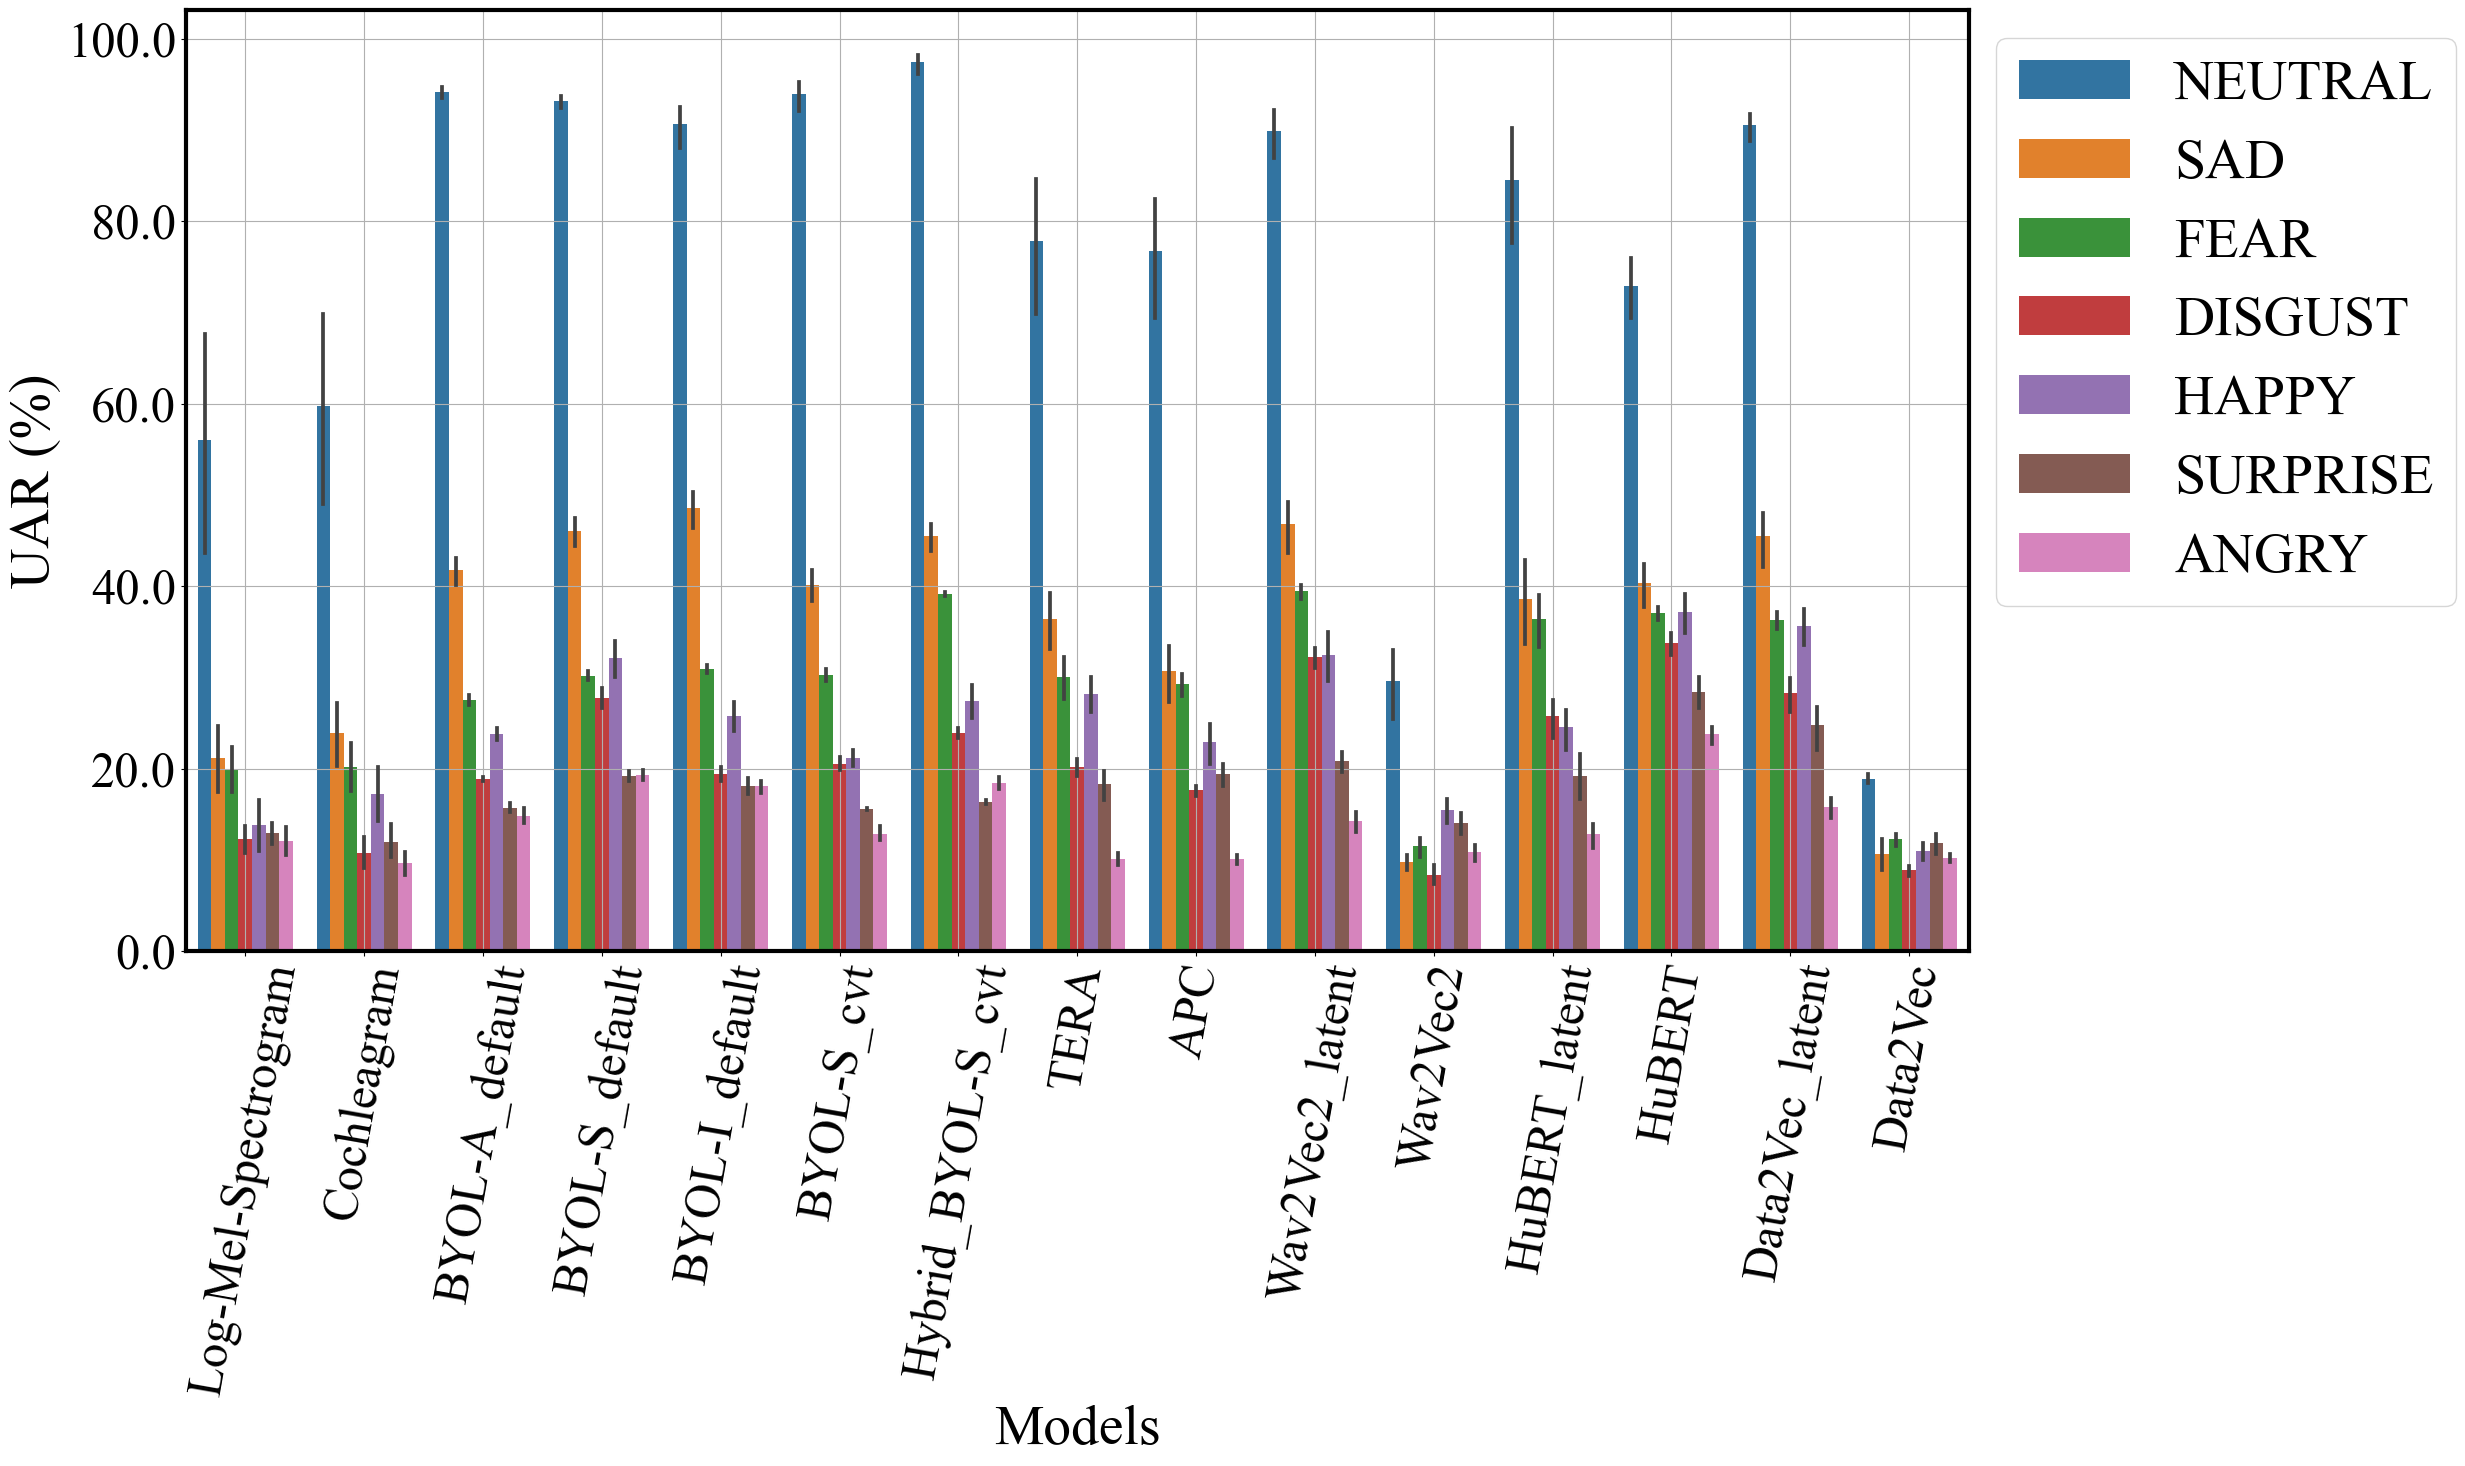 UAR (%)
100.0
80.0
60.0
40.0
20.0
0.0
NEUTRAL
SAD
FEAR
DISGUST
HAPPY
SURPRISE
ANGRY
Log-Mel-Spectrogram
Cochleagram
BYOL-A_default
BYOL-S_default
BYOL-I_default
BYOL-S_cvt
Hybrid_BYOL-S_cvt
TERA
APC
Wav2Vec2_latent
Wav2Vec2
HuBERT_latent
HuBERT
Data2Vec_latent
Data2Vec
Models